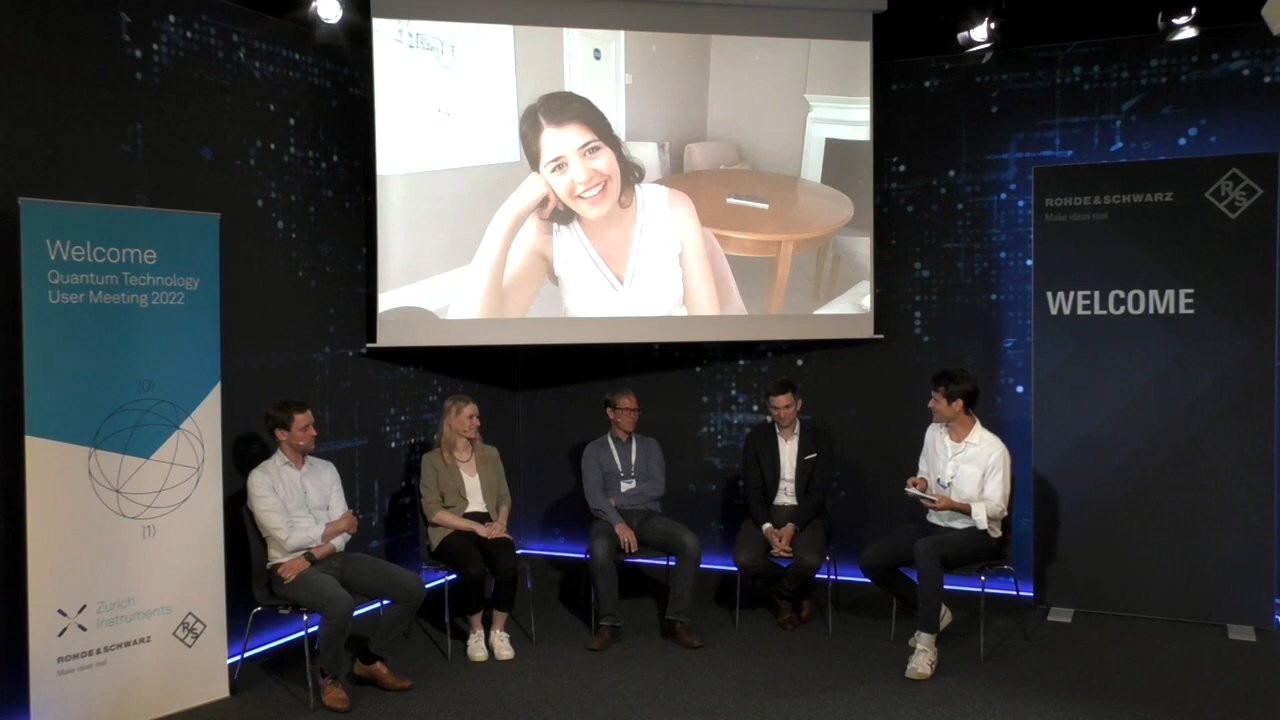 Welcome
Quantum Technology
User Meeting 2022
|0⟩
|1⟩
Zurich
Instruments
ROHDE & SCHWARZ
Make ideas real
R/S
ROHDE & SCHWARZ
Make ideas real
R/S
WELCOME